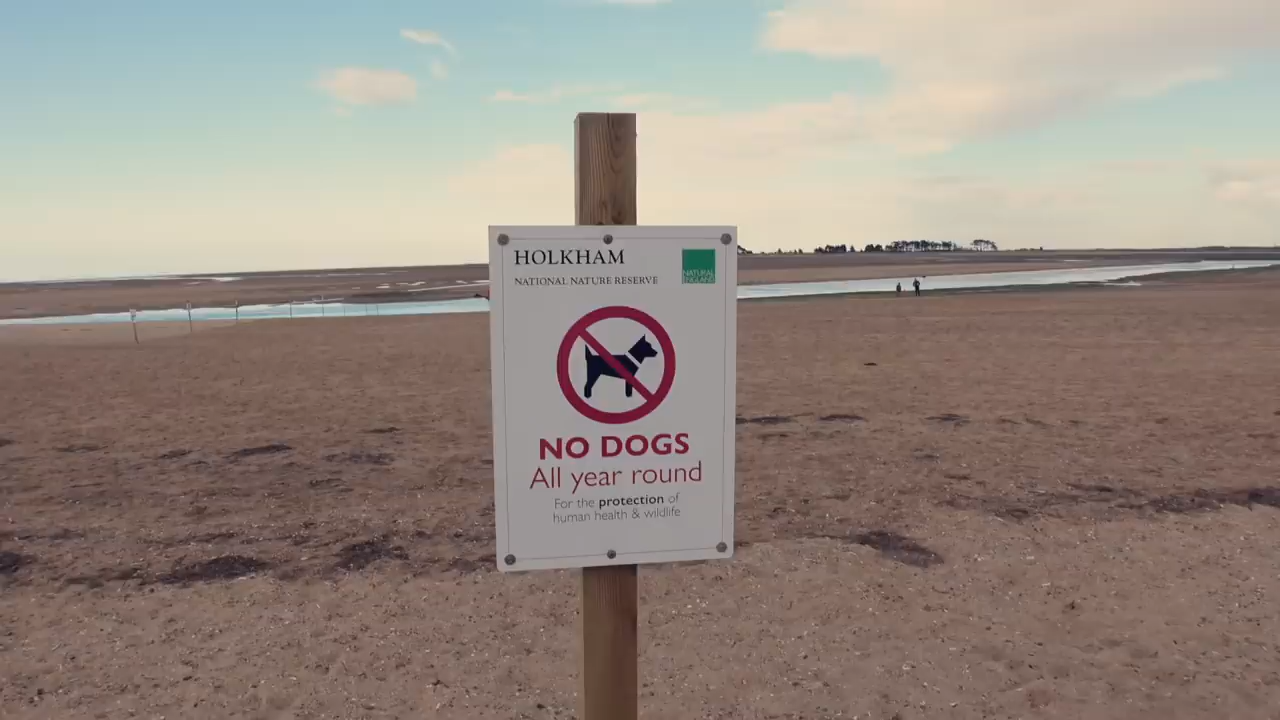 HOLKHAM
NATIONAL NATURE RESERVE
NATURAL
ENGLAND
NO DOGS
All year round
For the protection of
human health & wildlife